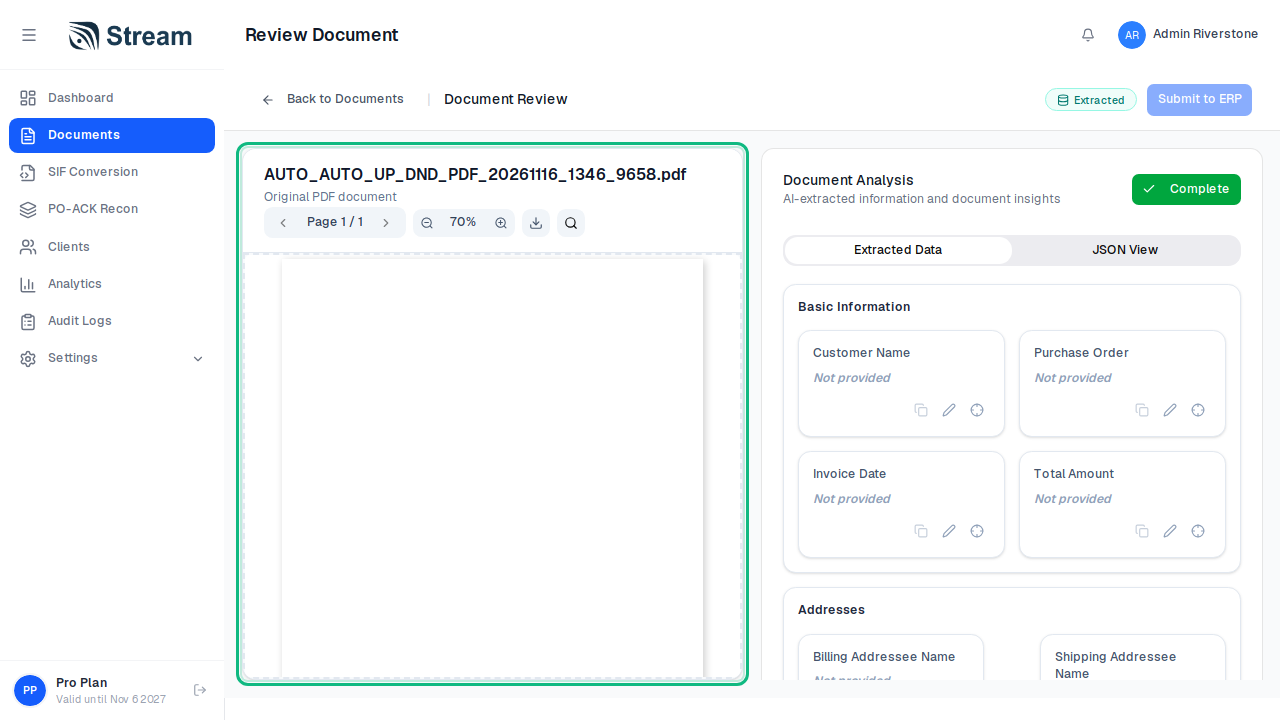 Stream
Review Document
AR
Admin Riverstone
Dashboard
Documents
SIF Conversion
PO-ACK Recon
Clients
Analytics
Audit Logs
Settings
PP
Pro Plan
Valid until Nov 6 2027
Back to Documents
Document Review
Extracted
Submit to ERP
AUTO_AUTO_UP_DND_PDF_20261116_1346_9658.pdf
Original PDF document
Page 1 / 1
70%
Document Analysis
AI-extracted information and document insights
Complete
Extracted Data
JSON View
Basic Information
Customer Name
Not provided
Purchase Order
Not provided
Invoice Date
Not provided
Total Amount
Not provided
Addresses
Billing Addressee Name
Not provided
Shipping Addressee
Name